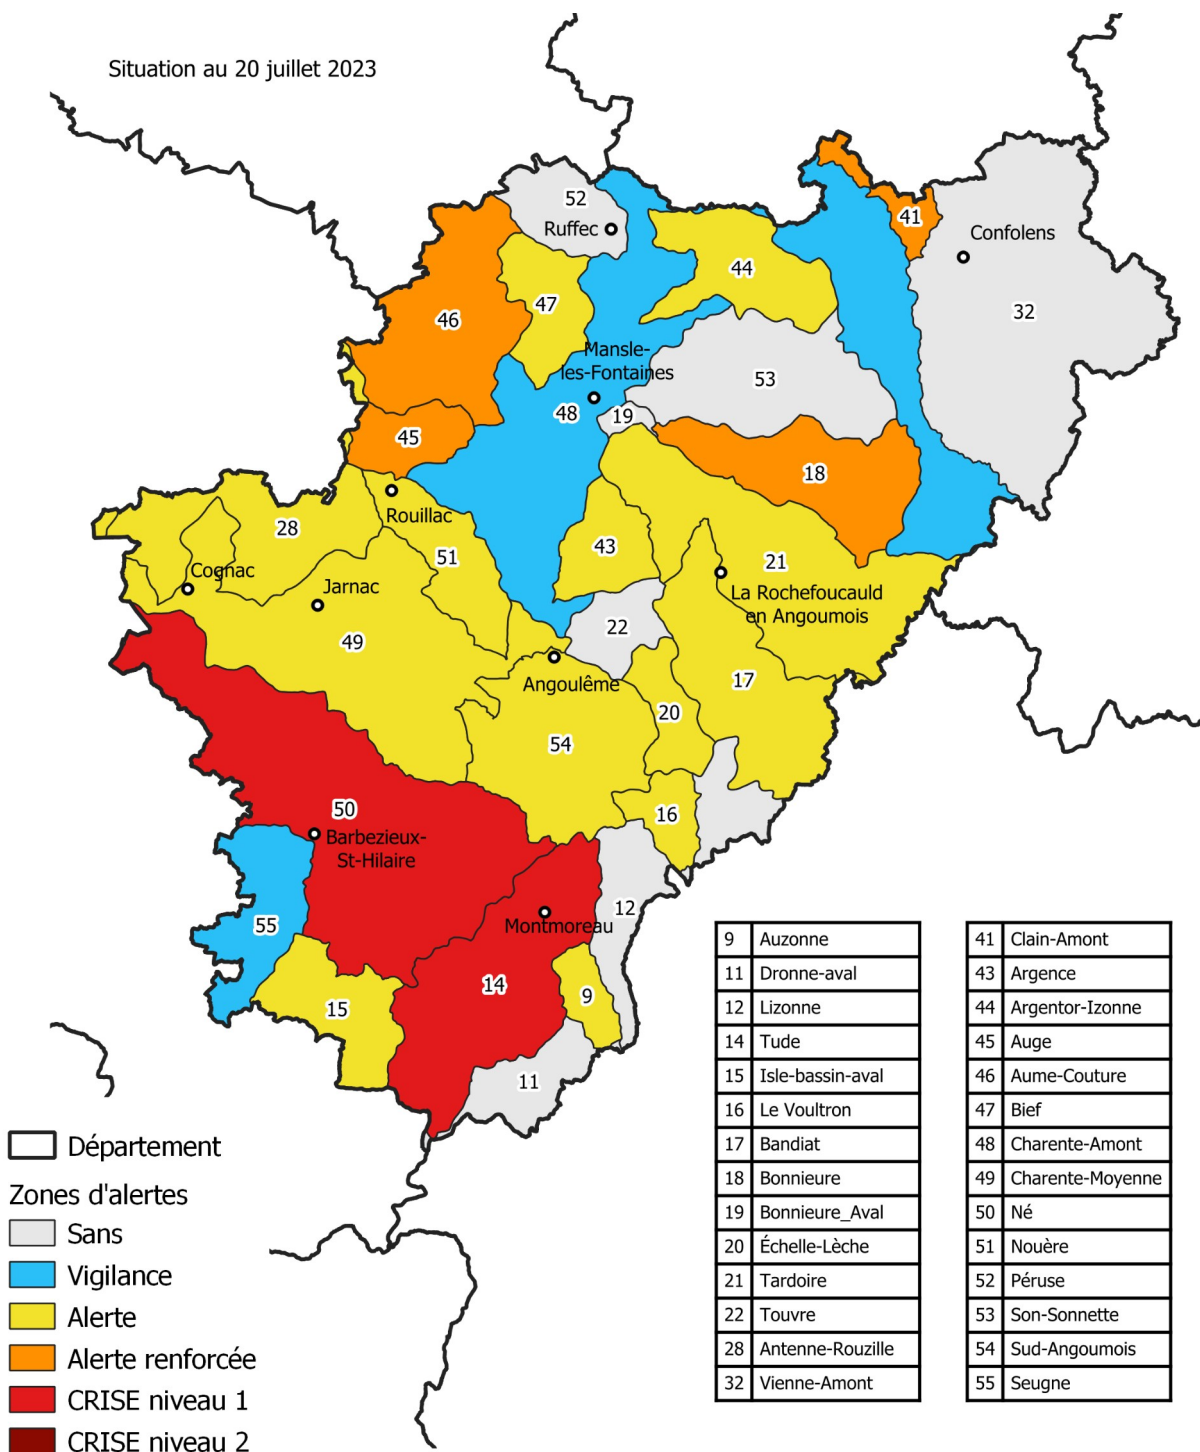 Situation au 20 juillet 2023
52
Ruffec
41
Confolens
44
47
46
32
Mansle-
les-Fontaines
53
48
19
45
18
Rouillac
28
51
43
21
Cognac
Jarnac
La Rochefoucauld
en Angoumois
22
49
Angoulême
17
20
54
50
16
Barbezieux-
St-Hilaire
12
55
Montmoreau
14
9
15
11
9 Auzonne
11 Dronne-aval
12 Lizonne
14 Tude
15 Isle-bassin-aval
16 Le Voultron
17 Bandiat
18 Bonnieure
19 Bonnieure_Aval
20 Échelle-Lèche
21 Tardoire
22 Touvre
28 Antenne-Rouzille
32 Vienne-Amont
41 Clain-Amont
43 Argence
44 Argentor-Izonne
45 Auge
46 Aume-Couture
47 Bief
48 Charente-Amont
49 Charente-Moyenne
50 Né
51 Nouère
52 Péruse
53 Son-Sonnette
54 Sud-Angoumois
55 Seugne
Département
Zones d'alertes
Sans
Vigilance
Alerte
Alerte renforcée
CRISE niveau 1
CRISE niveau 2